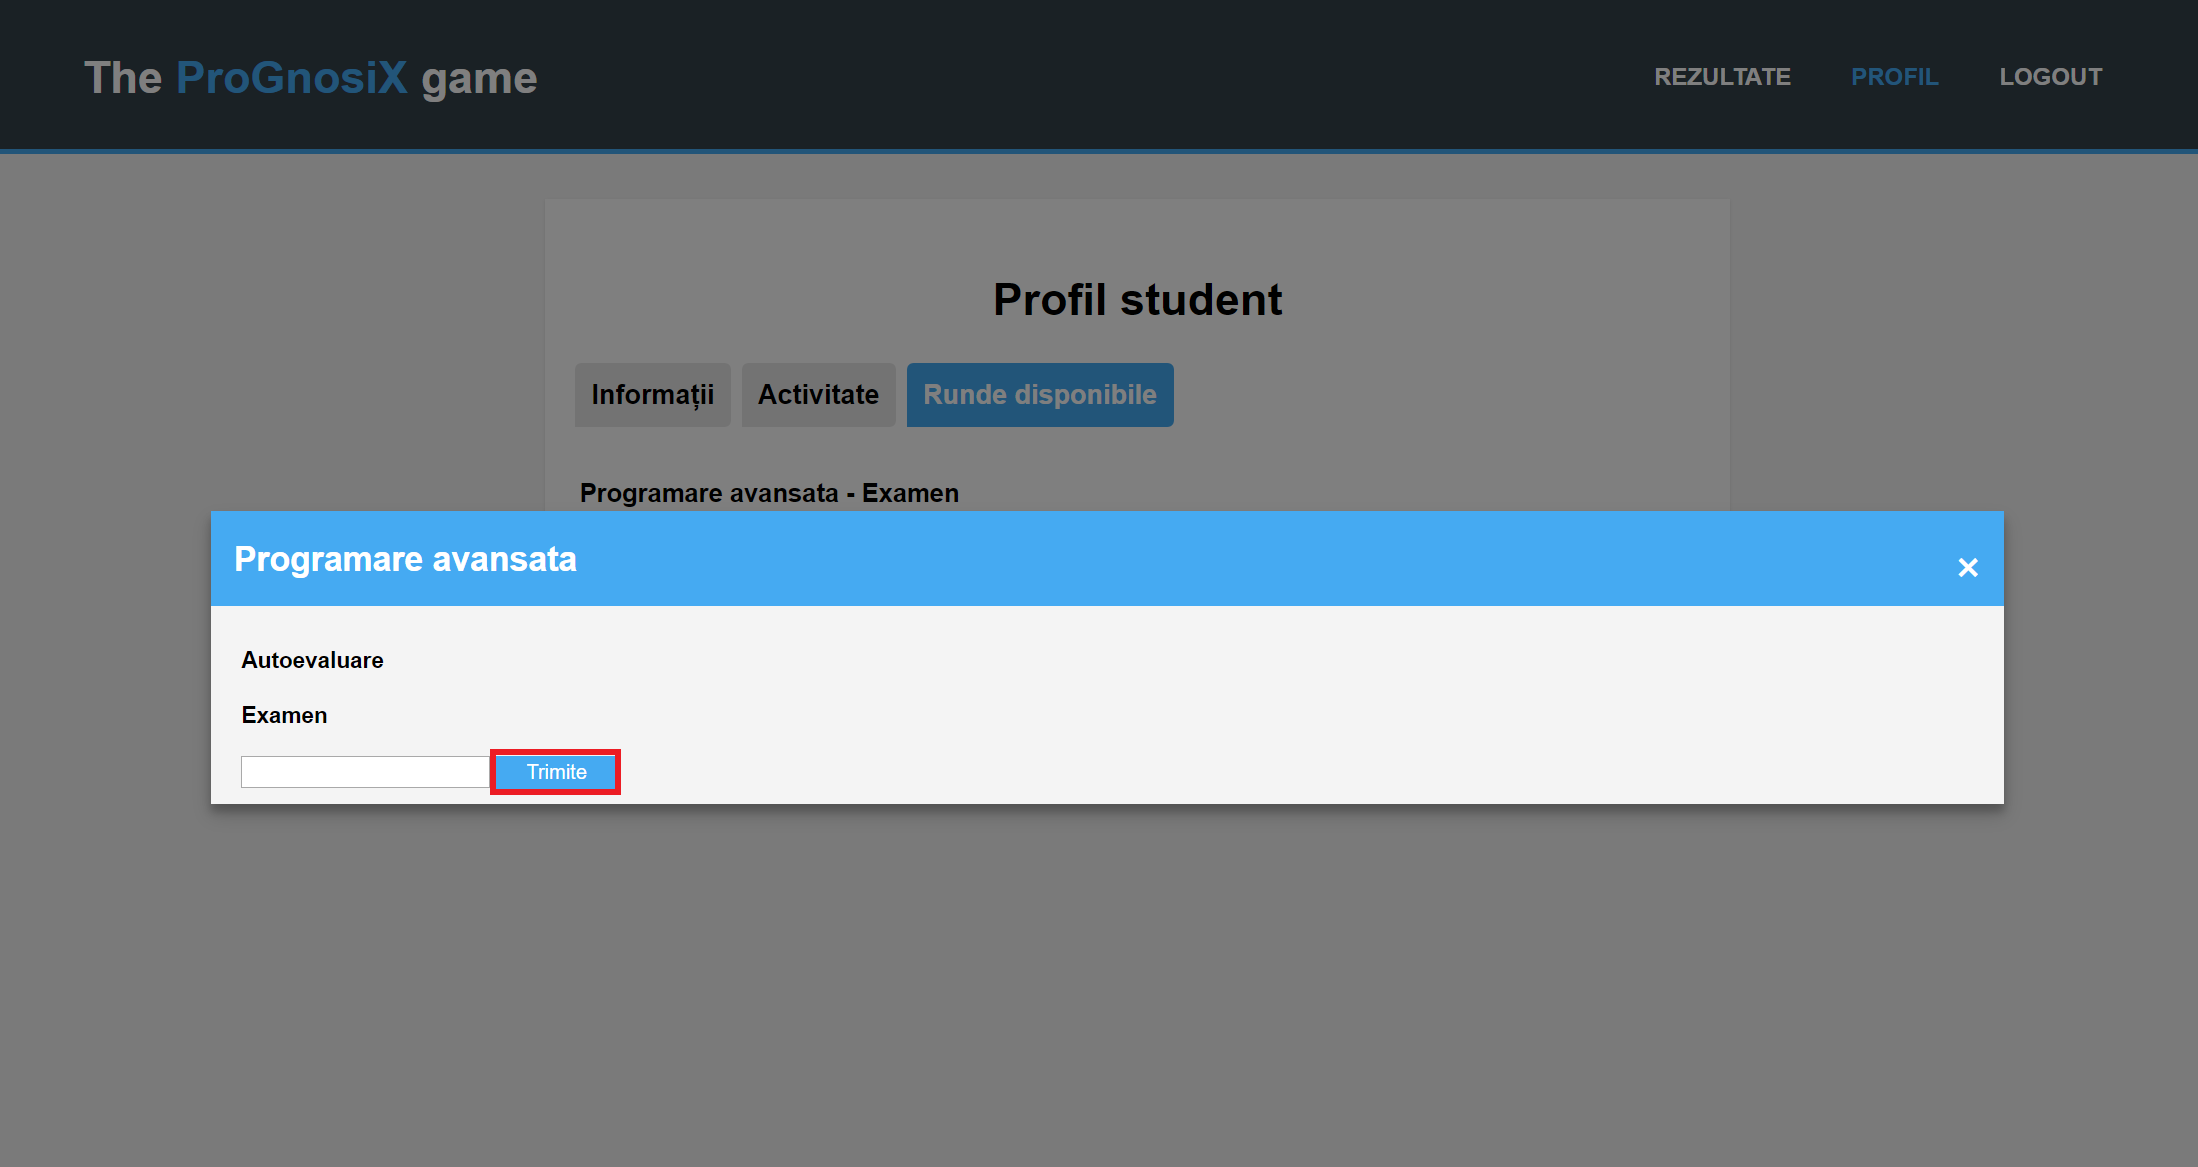 The ProGnosiX game
REZULTATE PROFIL LOGOUT
Profil student
Informații Activitate Runde disponibile
Programare avansata - Examen
Programare avansata
×
Autoevaluare
Examen
Trimite